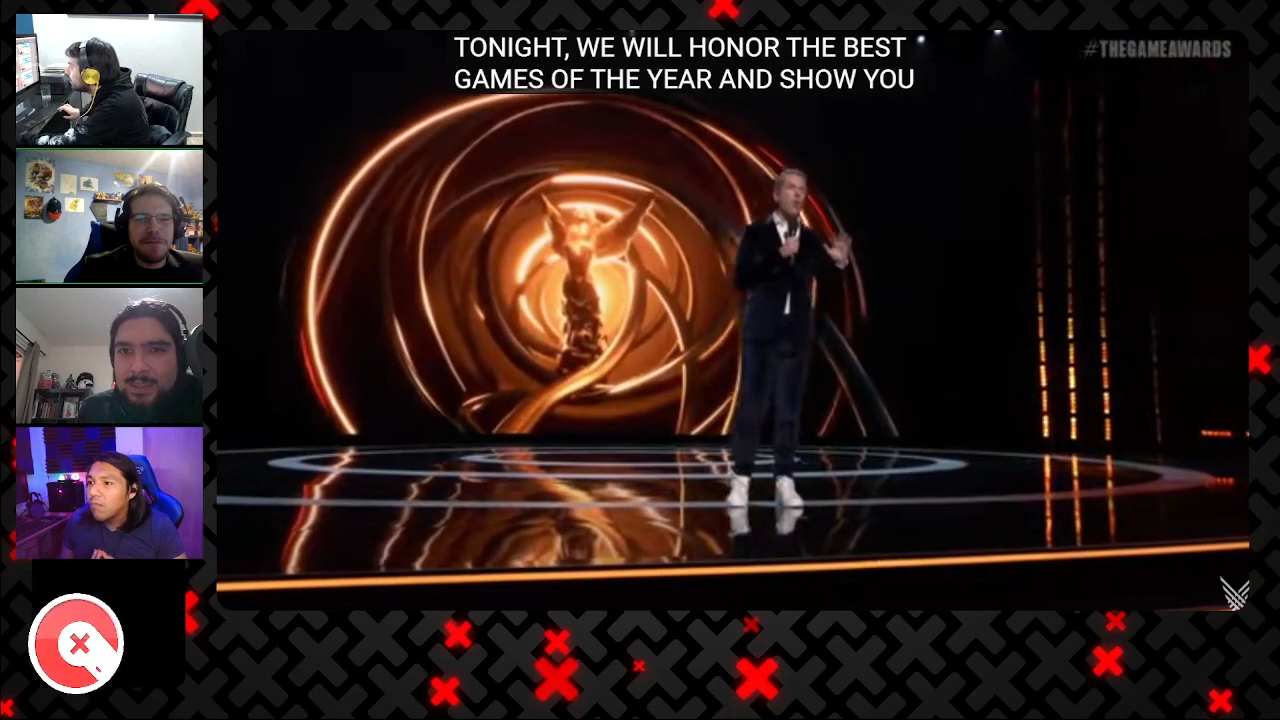 TONIGHT, WE WILL HONOR THE BEST
GAMES OF THE YEAR AND SHOW YOU
#THEGAMEAWARDS